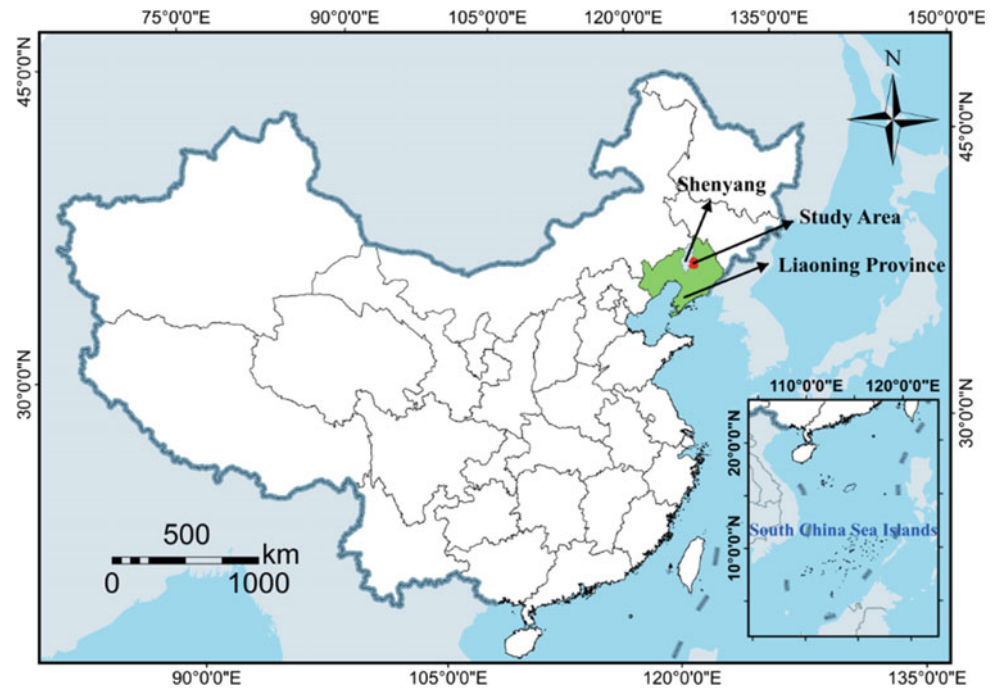 75°0'0"E 90°0'0"E 105°0'0"E 120°0'0"E 135°0'0"E 150°0'0"E
45°0'0"N
N
45°0'0"N
Shenyang
Study Area
Liaoning Province
30°0'0"N
30°0'0"N
110°0'0"E 120°0'0"E
20°0'0"N
South China Sea Islands
10°0'0"N
500
km
0 1000
90°0'0"E 105°0'0"E 120°0'0"E 135°0'0"E